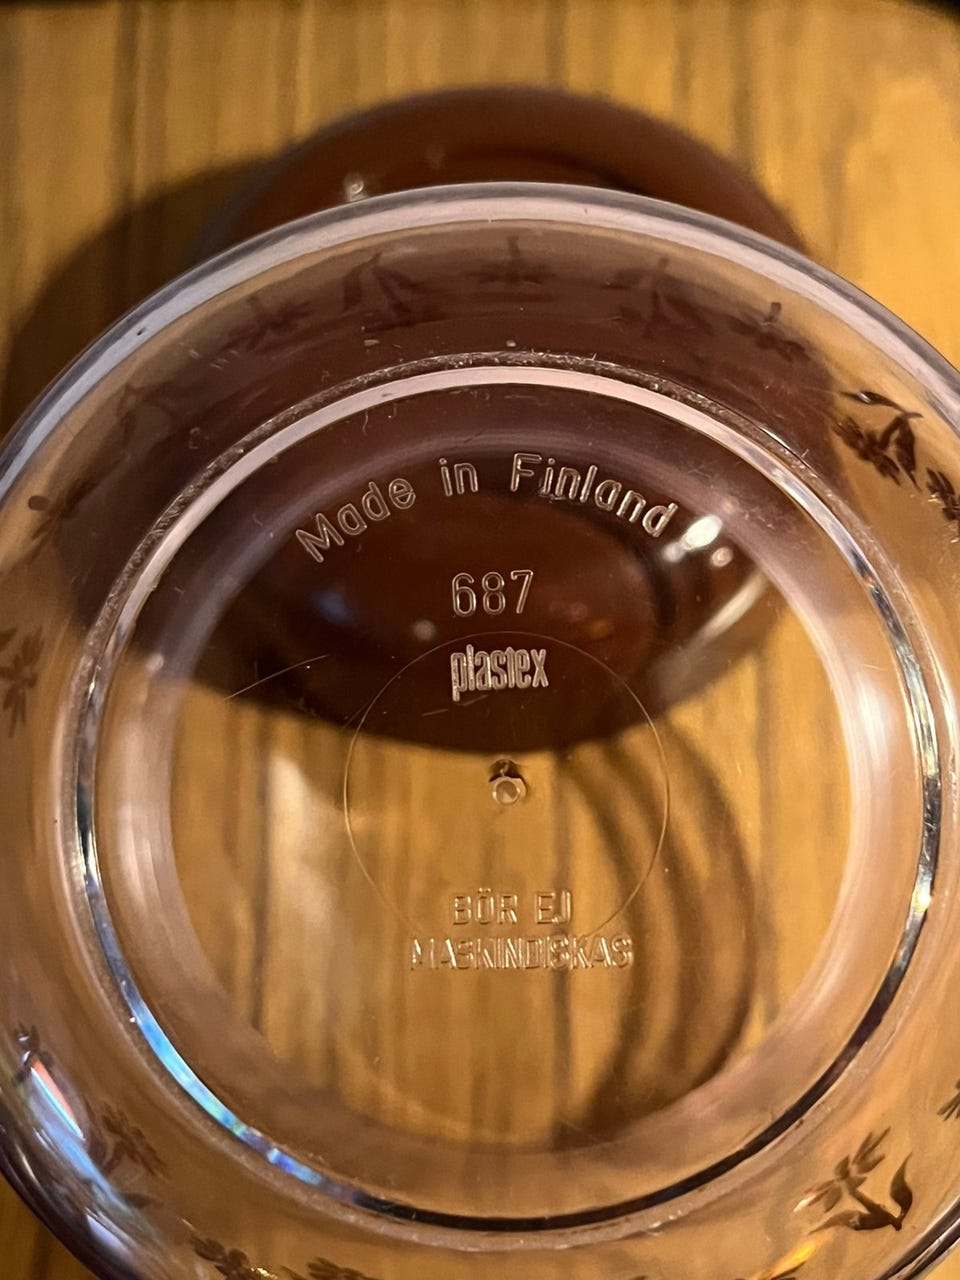 Made in Finland
687
plastex
BÖR EJ
MASKINDISKAS